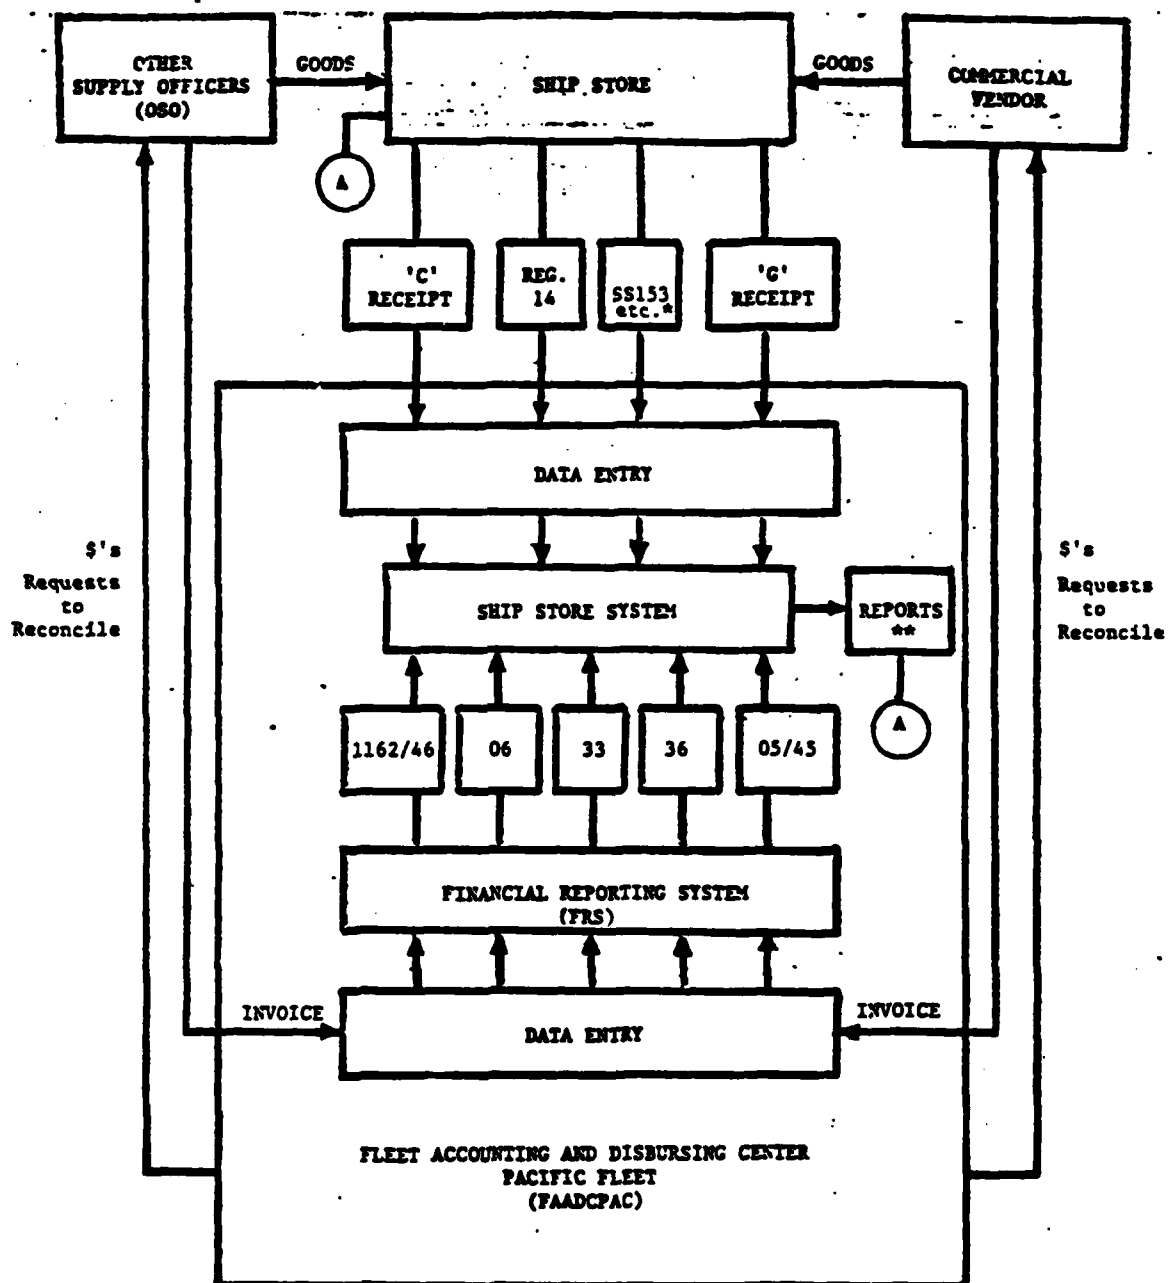 OTHER
SUPPLY OFFICERS
(OSO)
GOODS
SHIP STORE
GOODS
COMMERCIAL
VENDOR
A
'C'
RECEIPT
REG.
14
SS153
etc.*
'G'
RECEIPT
DATA ENTRY
$'s
Requests
to
Reconcile
$'s
Requests
to
Reconcile
SHIP STORE SYSTEM
REPORTS
**
A
1162/46
06
33
36
05/45
FINANCIAL REPORTING SYSTEM
(FRS)
INVOICE
DATA ENTRY
INVOICE
FLEET ACCOUNTING AND DISBURSING CENTER
PACIFIC FLEET
(FAADCPAC)